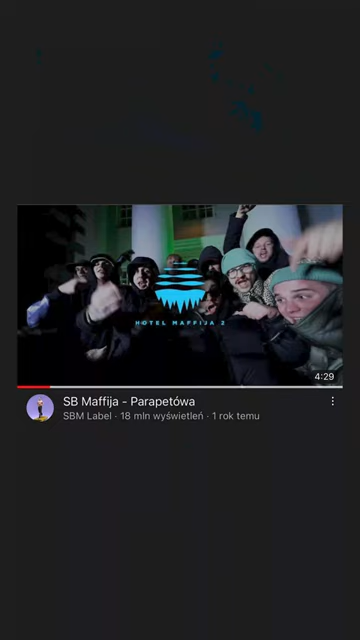 HOTEL MAFFIJA 2
4:29
SB Maffija - Parapetówa
SBM Label · 18 mln wyświetleń · 1 rok temu